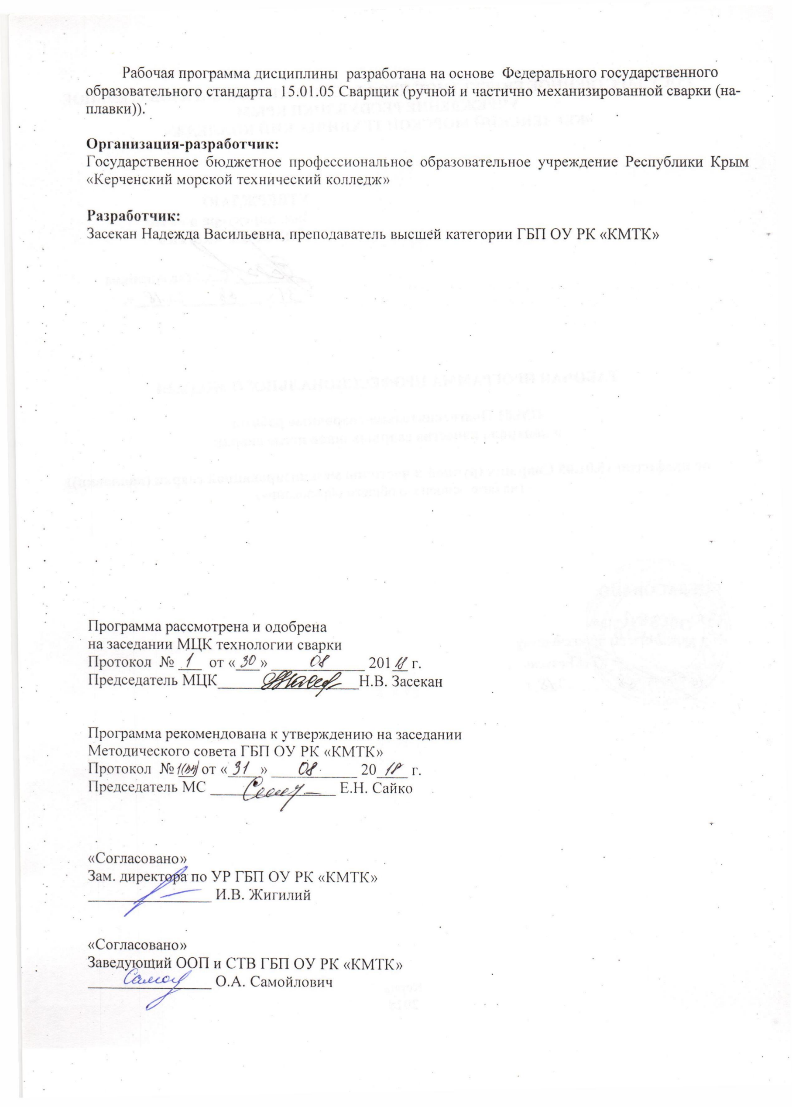 Рабочая программа дисциплины разработана на основе Федерального государственного
образовательного стандарта 15.01.05 Сварщик (ручной и частично механизированной сварки (на-
плавки)).
Организация-разработчик:
Государственное бюджетное профессиональное образовательное учреждение Республики Крым
«Керченский морской технический колледж»
Разработчик:
Засекан Надежда Васильевна, преподаватель высшей категории ГБП ОУ РК «КМТК»
Программа рассмотрена и одобрена
на заседании МЦК технологии сварки
Протокол № 1 от «30» 08 201 г.
Председатель МЦК Н.В. Засекан
Программа рекомендована к утверждению на заседании
Методического совета ГБП ОУ РК «КМТК»
Протокол № от «31» 08 20 г.
Председатель МС Е.Н. Сайко
«Согласовано»
Зам. директора по УР ГБП ОУ РК «КМТК»
И.В. Жигилий
«Согласовано»
Заведующий ООП и СТВ ГБП ОУ РК «КМТК»
О.А. Самойлович